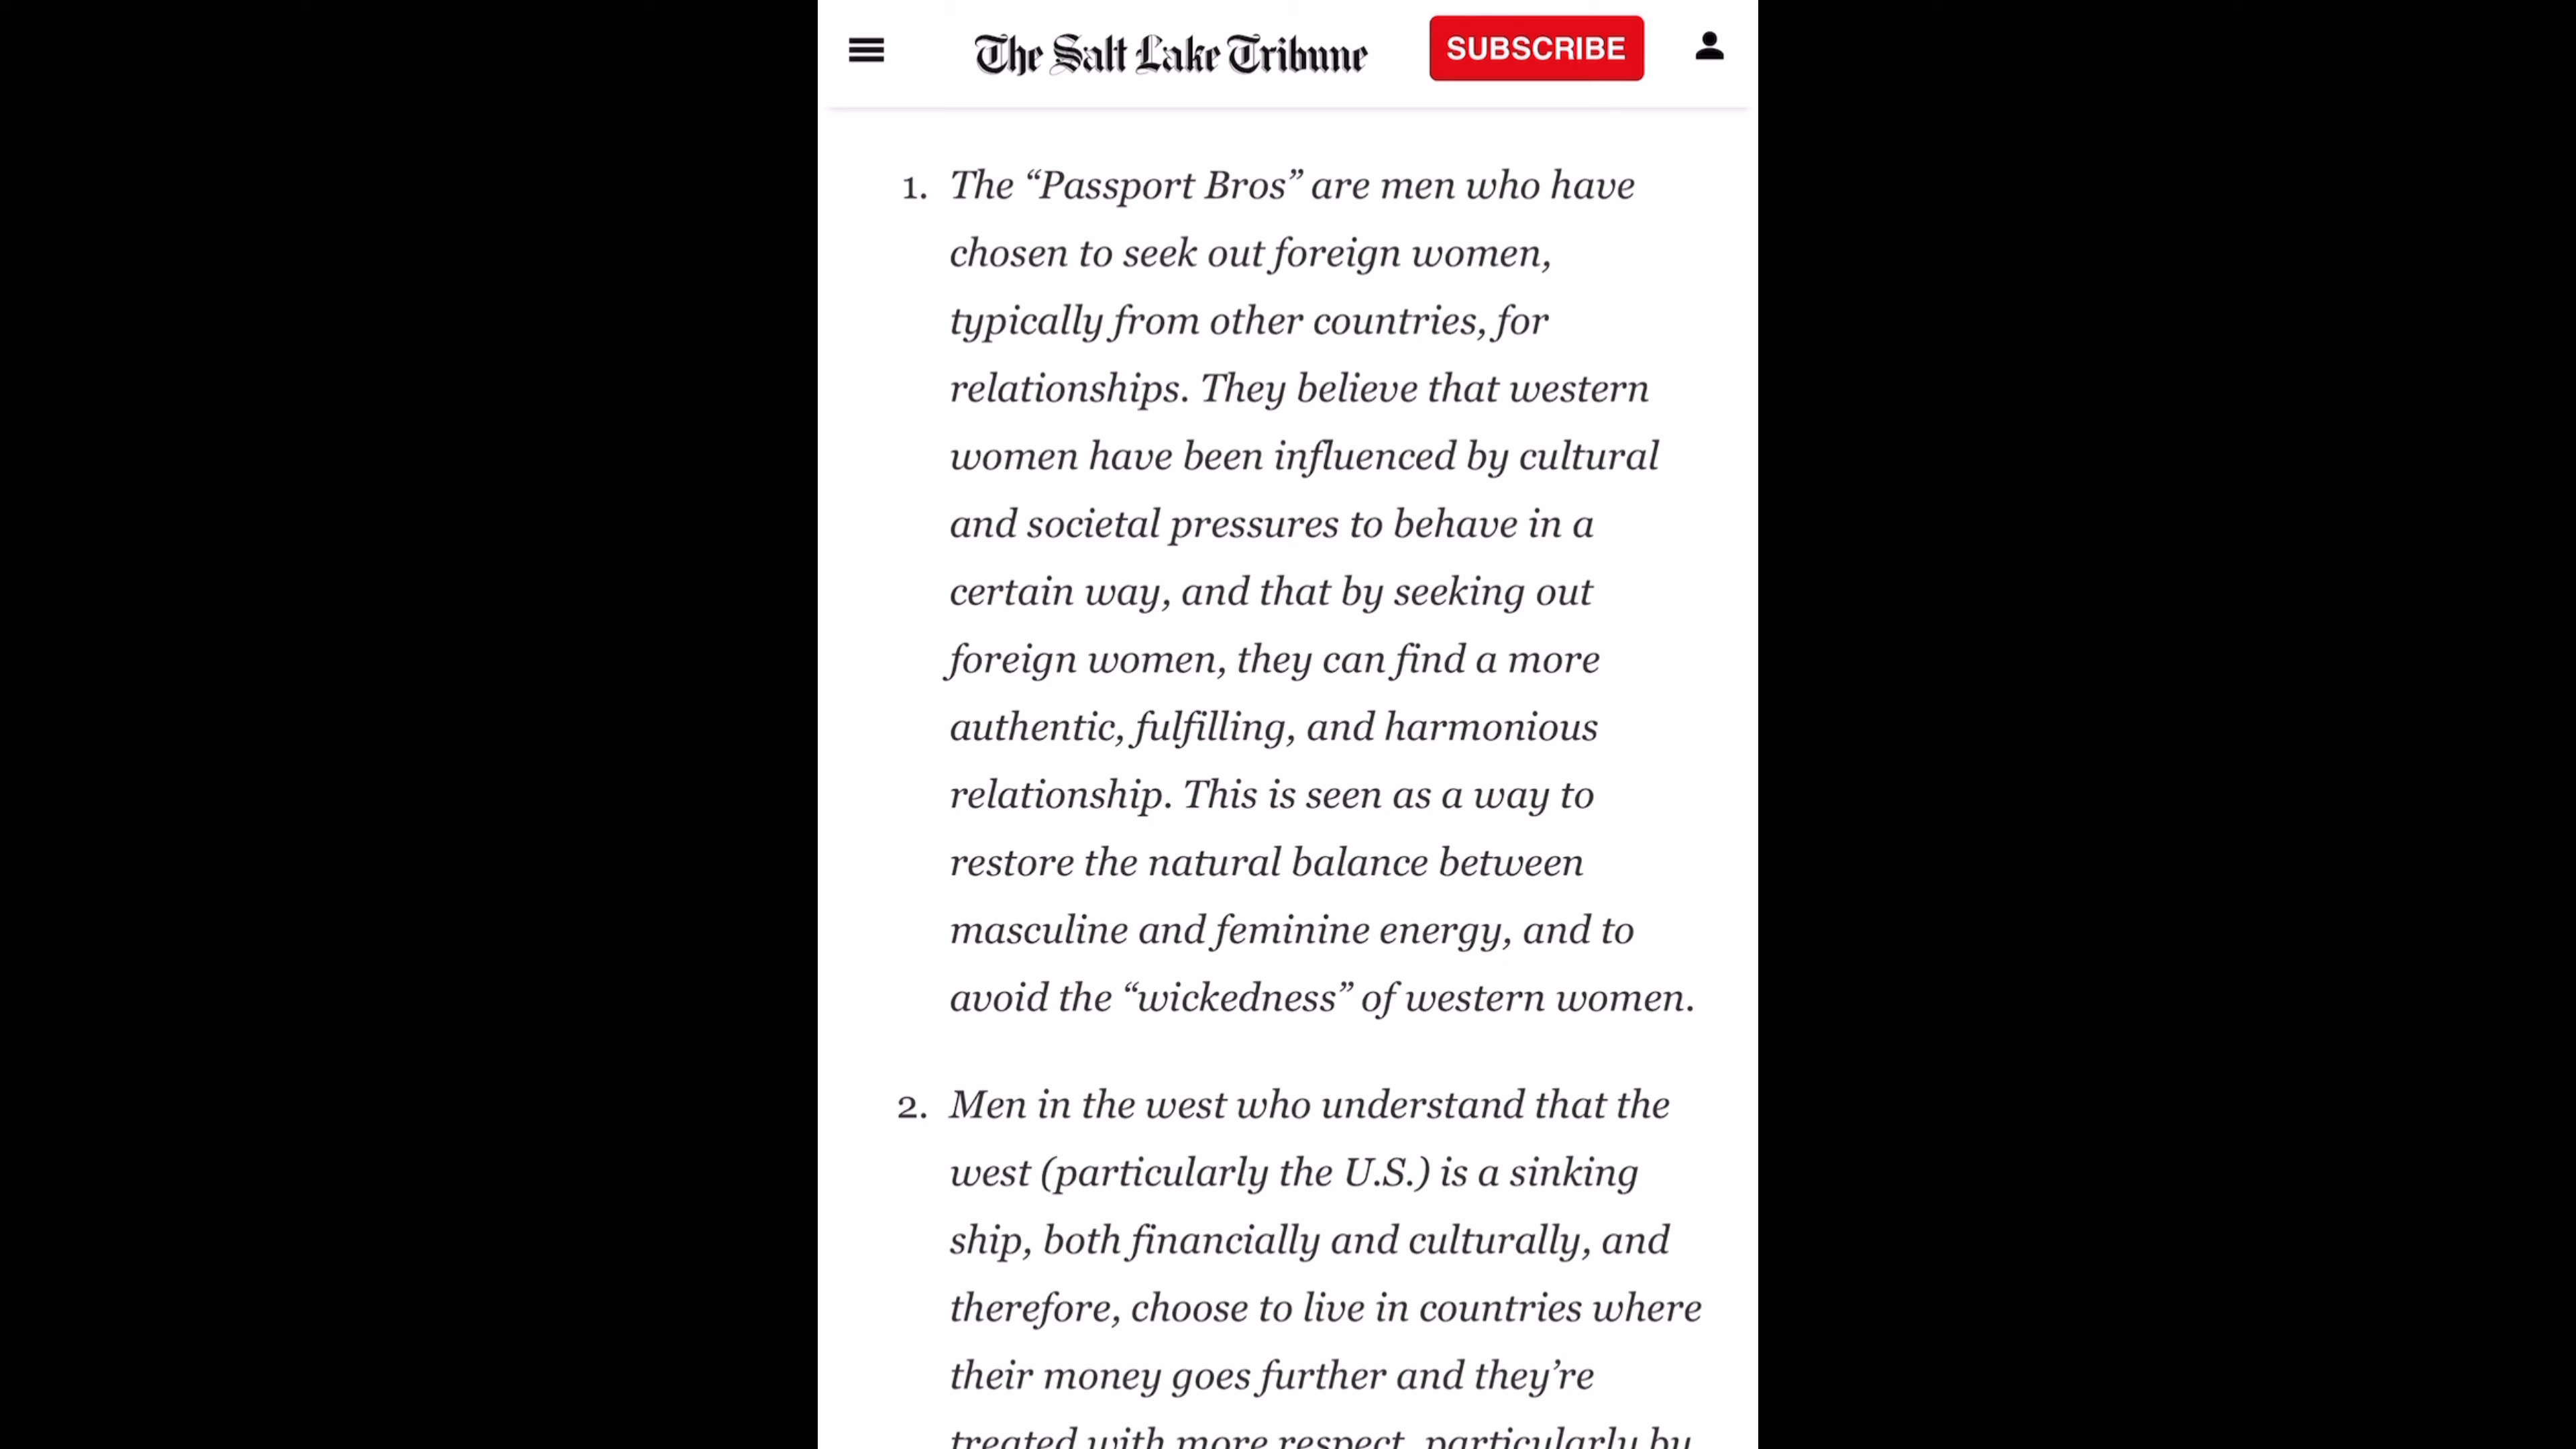 The Salt Lake Tribune
SUBSCRIBE
1. The “Passport Bros” are men who have
chosen to seek out foreign women,
typically from other countries, for
relationships. They believe that western
women have been influenced by cultural
and societal pressures to behave in a
certain way, and that by seeking out
foreign women, they can find a more
authentic, fulfilling, and harmonious
relationship. This is seen as a way to
restore the natural balance between
masculine and feminine energy, and to
avoid the “wickedness” of western women.
2. Men in the west who understand that the
west (particularly the U.S.) is a sinking
ship, both financially and culturally, and
therefore, choose to live in countries where
their money goes further and they’re
treated with more respect, particularly by